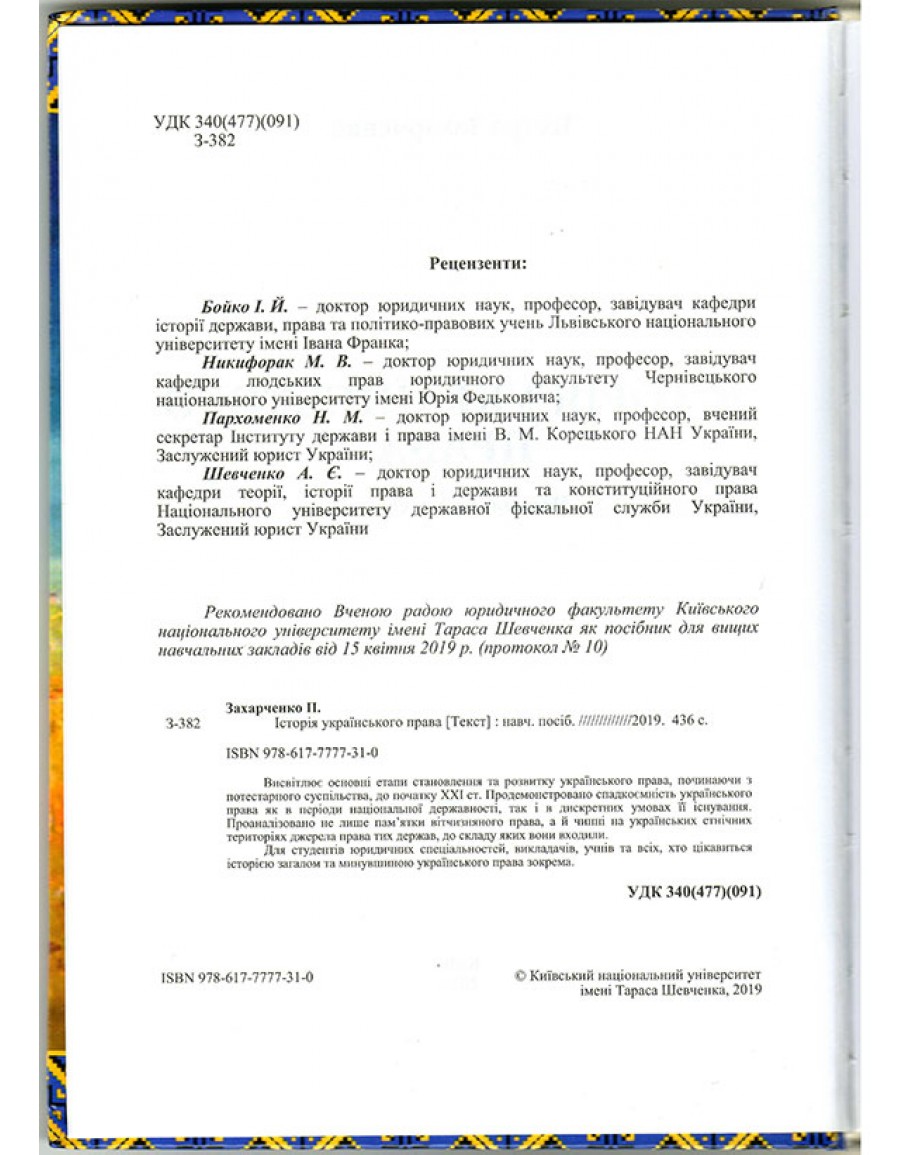 УДК 340(477)(091)
З-382
Рецензенти:
Бойко І. Й. – доктор юридичних наук, професор, завідувач кафедри
історії держави, права та політико-правових учень Львівського національного
університету імені Івана Франка;
Никифорак М. В. – доктор юридичних наук, професор, завідувач
кафедри людських прав юридичного факультету Чернівецького
національного університету імені Юрія Федьковича;
Пархоменко Н. М. – доктор юридичних наук, професор, вчений
секретар Інституту держави і права імені В. М. Корецького НАН України,
Заслужений юрист України;
Шевченко А. Є. – доктор юридичних наук, професор, завідувач
кафедри теорії, історії права і держави та конституційного права
Національного університету державної фіскальної служби України,
Заслужений юрист України
Рекомендовано Вченою радою юридичного факультету Київського
національного університету імені Тараса Шевченка як посібник для вищих
навчальних закладів від 15 квітня 2019 р. (протокол № 10)
Захарченко П.
З-382 Історія українського права [Текст] : навч. посіб. /////////////2019. 436 с.
ISBN 978-617-7777-31-0
Висвітлює основні етапи становлення та розвитку українського права, починаючи з
потестарного суспільства, до початку ХХІ ст. Продемонстровано спадкоємність українського
права як в періоди національної державності, так і в дискретних умовах її існування.
Проаналізовано не лише пам’ятки вітчизняного права, а й чинні на українських етнічних
територіях джерела права тих держав, до складу яких вони входили.
Для студентів юридичних спеціальностей, викладачів, учнів та всіх, хто цікавиться
історією загалом та минувшиною українського права зокрема.
УДК 340(477)(091)
ISBN 978-617-7777-31-0
© Київський національний університет
імені Тараса Шевченка, 2019